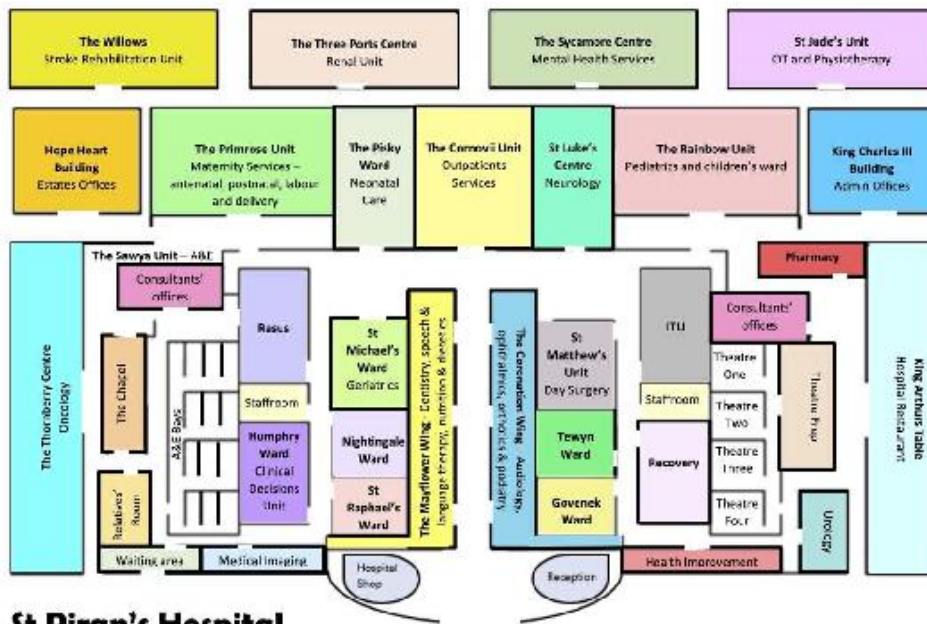 The Willows
Stroke Rehabilitation Unit
The Three Ports Centre
Renal Unit
The Sycamore Centre
Mental Health Services
St Jude's Unit
OT and Physiotherapy
Hope Heart
Building
Estates Offices
The Primrose Unit
Maternity Services –
antenatal, postnatal, labour
and delivery
The Pisky
Ward
Neonatal
Care
The Cornovii Unit
Outpatients
Services
St Luke's
Centre
Neurology
The Rainbow Unit
Pediatrics and children's ward
King Charles III
Building
Admin Offices
The Thornberry Centre
Oncology
The Sawya Unit – A&E
Consultants'
offices
The Chapel
Relatives'
Room
A&E Bays
Resus
Staffroom
Humphry
Ward
Clinical
Decisions
Unit
St
Michael's
Ward
Geriatrics
Nightingale
Ward
St
Raphael's
Ward
The Mayflower Wing - Dentistry, speech &
language therapy, nutrition & dietetics
The Coronation Wing - Audiology,
ophthalmics, orthotics & podiatry
St
Matthew's
Unit
Day Surgery
Tewyn
Ward
Govenek
Ward
ITU
Staffroom
Recovery
Pharmacy
Consultants'
offices
Theatre
One
Theatre
Two
Theatre
Three
Theatre
Four
Theatre Prep
Urology
King Arthurs Table
Hospital Restaurant
Waiting area
Medical Imaging
Hospital
Shop
Reception
Health Improvement
St Piran's Hospital